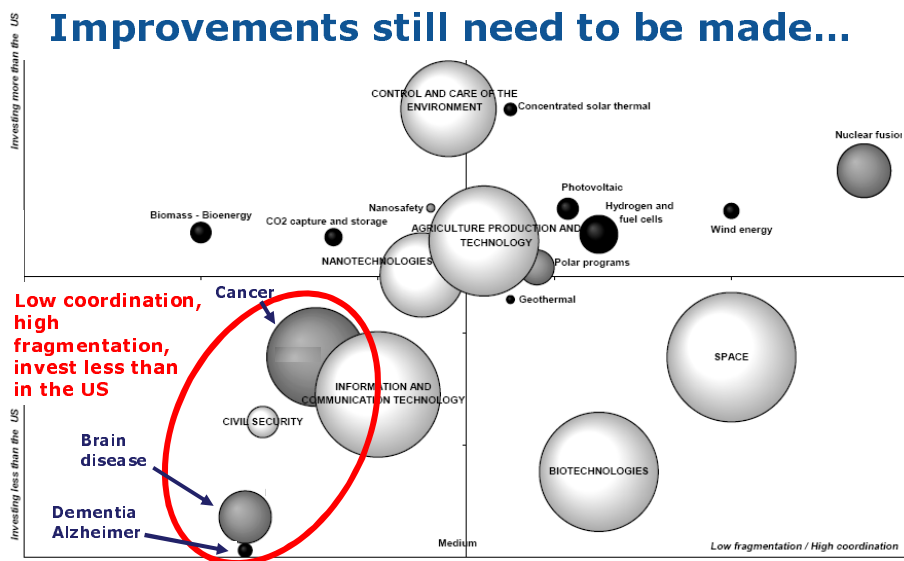 Improvements still need to be made...
Investing more than the US
CONTROL AND CARE OF THE
ENVIRONMENT
Concentrated solar thermal
Nuclear fusion
Photovoltaic
Nanosafety
Hydrogen and
fuel cells
Biomass - Bioenergy
CO2 capture and storage
AGRICULTURE PRODUCTION AND
TECHNOLOGY
Wind energy
NANOTECHNOLOGIES
Polar programs
Cancer
Geothermal
Low coordination,
high
fragmentation,
invest less than
in the US
SPACE
INFORMATION AND
COMMUNICATION TECHNOLOGY
CIVIL SECURITY
Investing less than the US
Brain
disease
BIOTECHNOLOGIES
Dementia
Alzheimer
Medium
Low fragmentation / High coordination